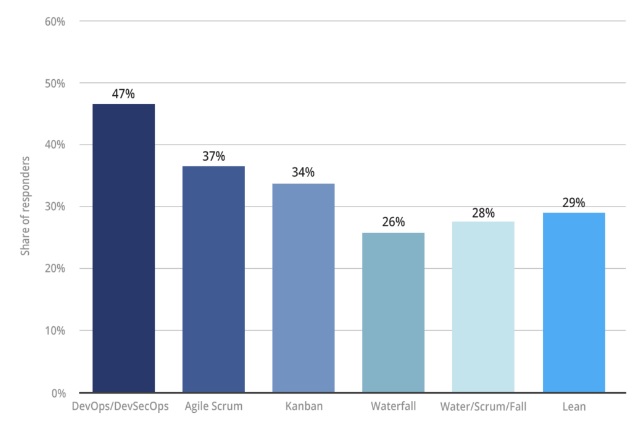 60%
50%
47%
40%
37%
34%
30%
29%
28%
26%
20%
10%
0%
Share of responders
DevOps/DevSecOps
Agile Scrum
Kanban
Waterfall
Water/Scrum/Fall
Lean